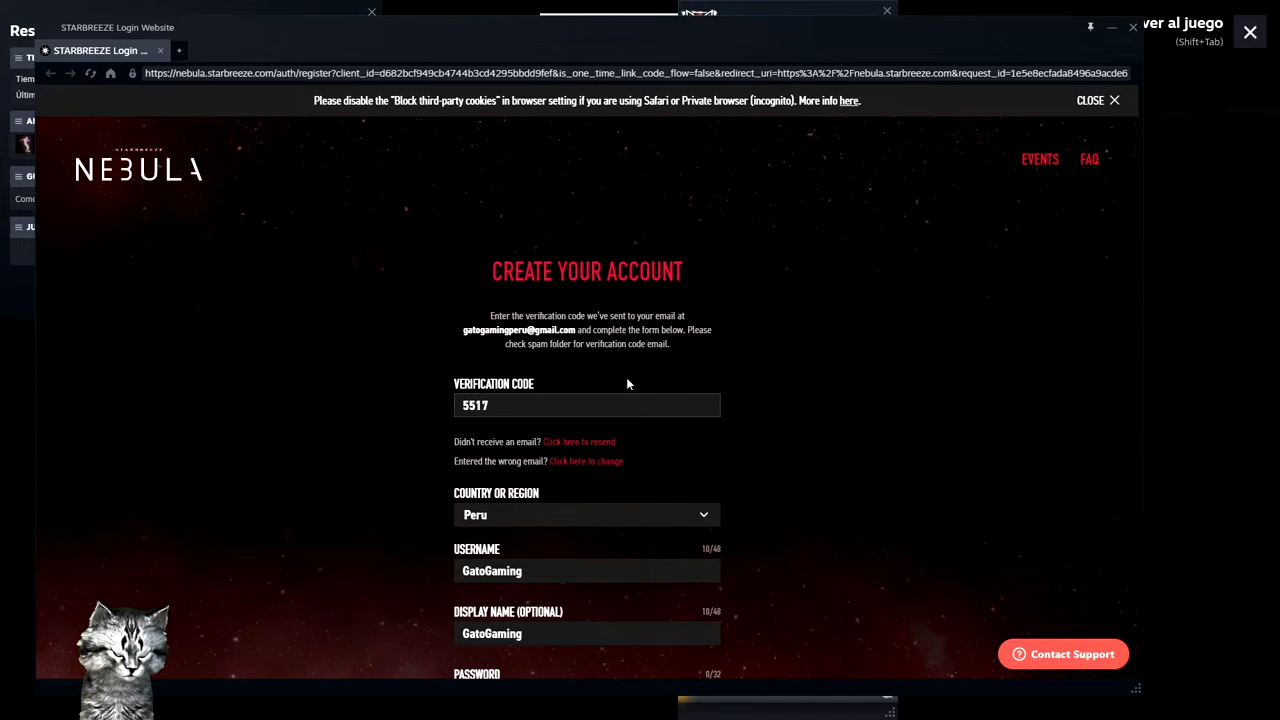 Res
STARBREEZE Login Website
ver al juego
(Shift+Tab)
STARBREEZE Login ...
https://nebula.starbreeze.com/auth/register?client_id=d682bcf949cb4744b3cd4295bbdd9fef&is_one_time_link_code_flow=false&redirect_uri=https%3A%2F%2Fnebula.starbreeze.com&request_id=1e5e8ecfada8496a9acde6
Tiem
Últim
Como
Please disable the "Block third-party cookies" in browser setting if you are using Safari or Private browser (incognito). More info here.
CLOSE
STARBREEZE
NEBULA
EVENTS
FAQ
CREATE YOUR ACCOUNT
Enter the verification code we've sent to your email at
gatogamingperu@gmail.com and complete the form below. Please
check spam folder for verification code email.
VERIFICATION CODE
5517
Didn't receive an email? Click here to resend
Entered the wrong email? Click here to change
COUNTRY OR REGION
Peru
USERNAME
10/48
GatoGaming
DISPLAY NAME (OPTIONAL)
10/48
GatoGaming
PASSWORD
0/32
Contact Support